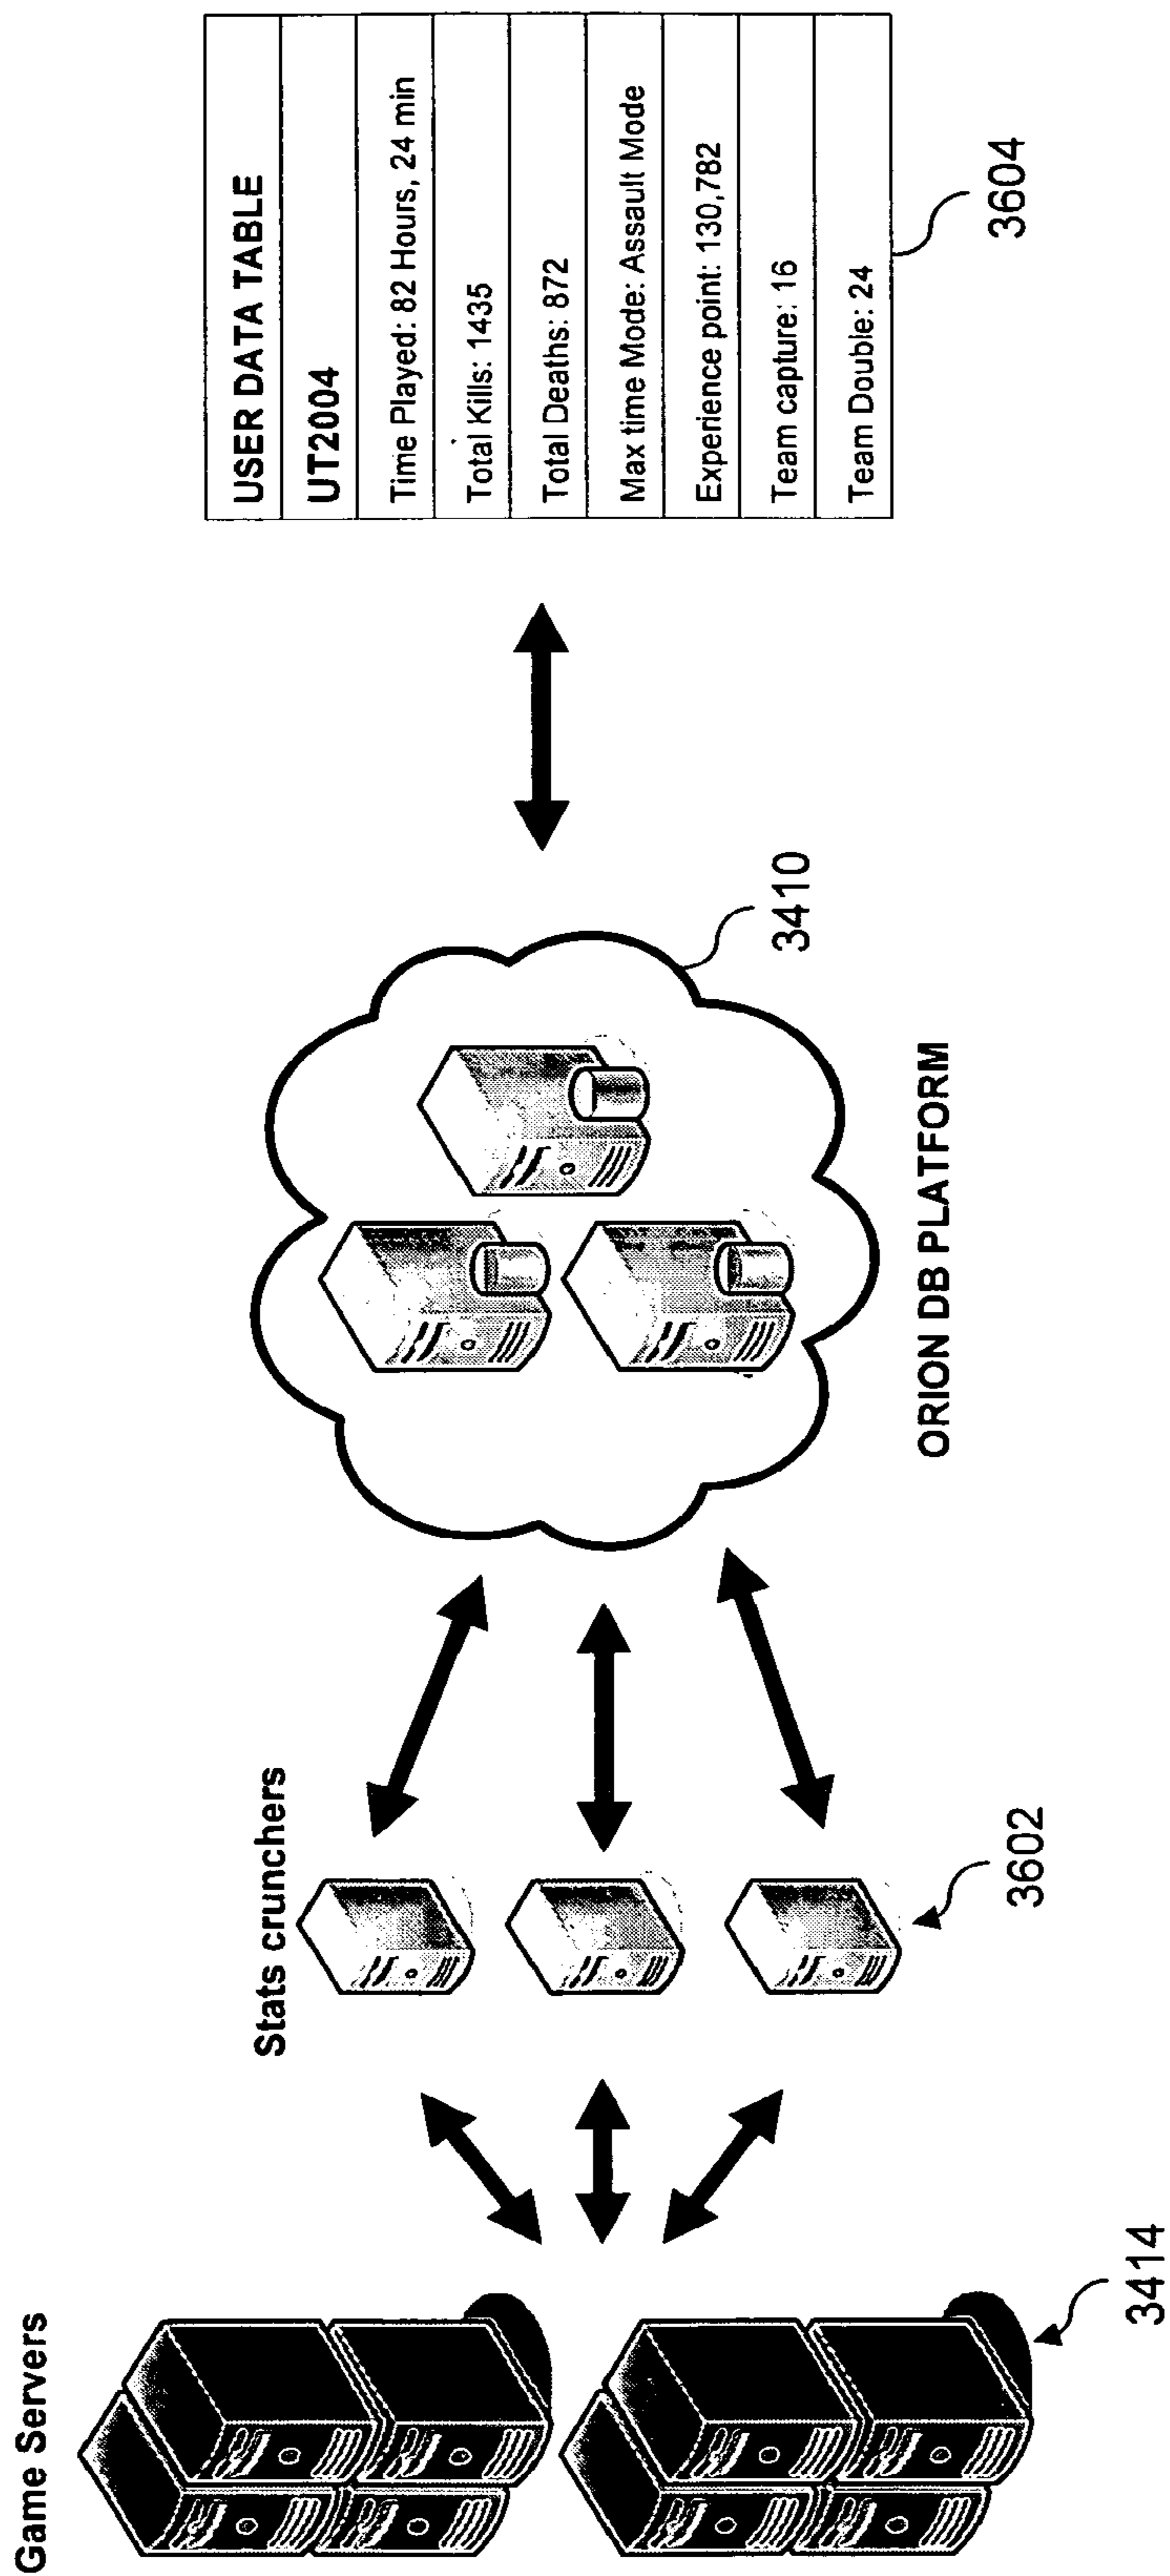 Game Servers
3414
Stats crunchers
3602
ORION DB PLATFORM
3410
USER DATA TABLE
UT2004
Time Played: 82 Hours, 24 min
Total Kills: 1435
Total Deaths: 872
Max time Mode: Assault Mode
Experience point: 130,782
Team capture: 16
Team Double: 24
3604